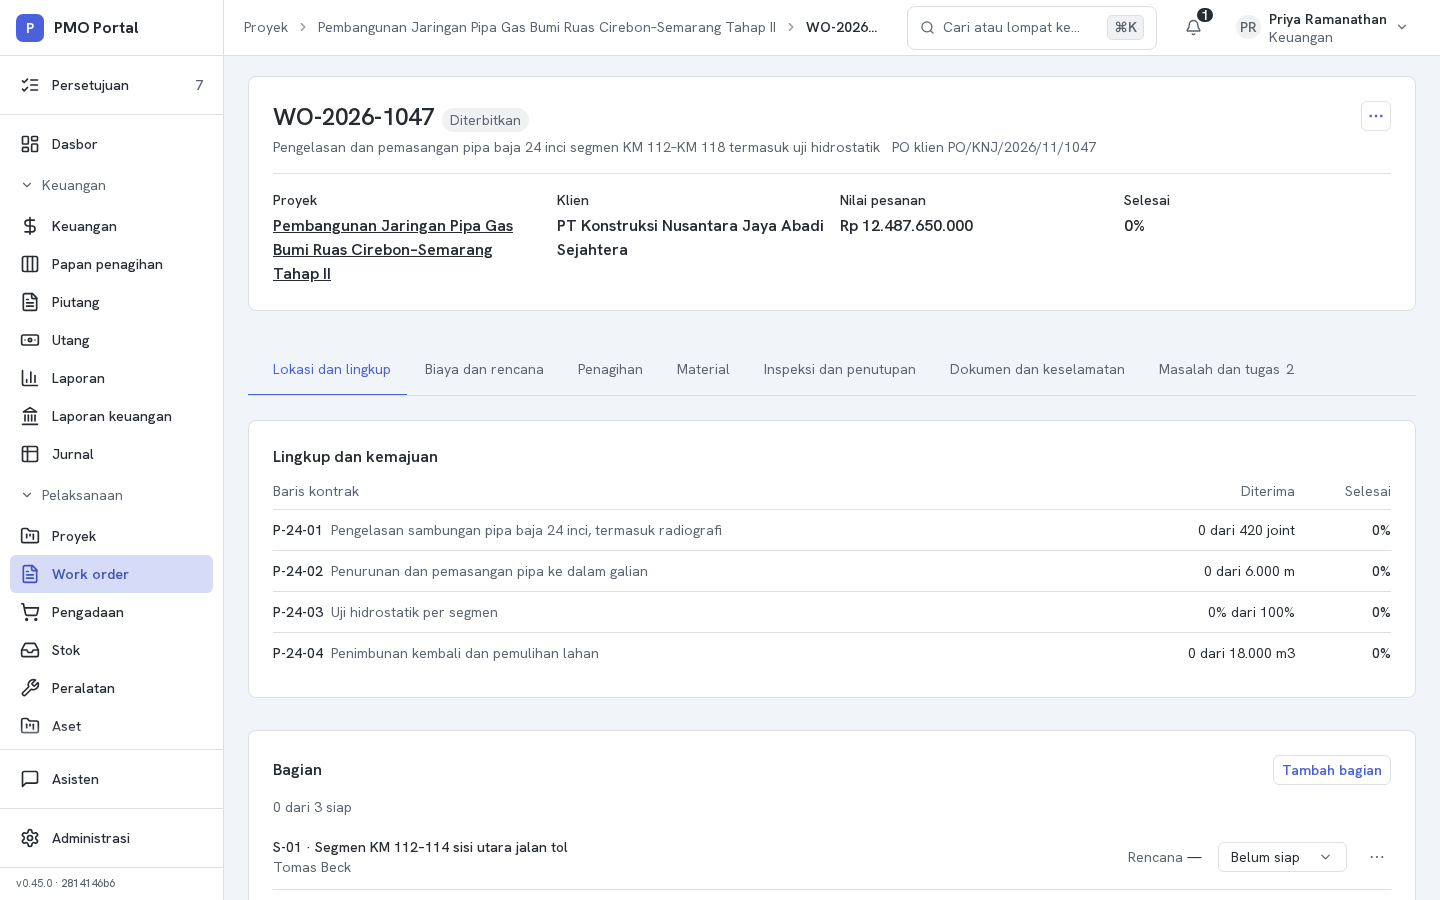 P PMO Portal
Proyek > Pembangunan Jaringan Pipa Gas Bumi Ruas Cirebon–Semarang Tahap II > WO-2026...
Cari atau lompat ke... ⌘K
1
PR Priya Ramanathan
Keuangan
Persetujuan 7
Dasbor
Keuangan
Keuangan
Papan penagihan
Piutang
Utang
Laporan
Laporan keuangan
Jurnal
Pelaksanaan
Proyek
Work order
Pengadaan
Stok
Peralatan
Aset
Asisten
Administrasi
v0.45.0 · 2814146b6
WO-2026-1047 Diterbitkan
Pengelasan dan pemasangan pipa baja 24 inci segmen KM 112–KM 118 termasuk uji hidrostatik PO klien PO/KNJ/2026/11/1047
Proyek
Pembangunan Jaringan Pipa Gas
Bumi Ruas Cirebon–Semarang
Tahap II
Klien
PT Konstruksi Nusantara Jaya Abadi
Sejahtera
Nilai pesanan
Rp 12.487.650.000
Selesai
0%
Lokasi dan lingkup Biaya dan rencana Penagihan Material Inspeksi dan penutupan Dokumen dan keselamatan Masalah dan tugas 2
Lingkup dan kemajuan
Baris kontrak Diterima Selesai
P-24-01 Pengelasan sambungan pipa baja 24 inci, termasuk radiografi 0 dari 420 joint 0%
P-24-02 Penurunan dan pemasangan pipa ke dalam galian 0 dari 6.000 m 0%
P-24-03 Uji hidrostatik per segmen 0% dari 100% 0%
P-24-04 Penimbunan kembali dan pemulihan lahan 0 dari 18.000 m3 0%
Bagian Tambah bagian
0 dari 3 siap
S-01 · Segmen KM 112–114 sisi utara jalan tol
Tomas Beck
Rencana — Belum siap